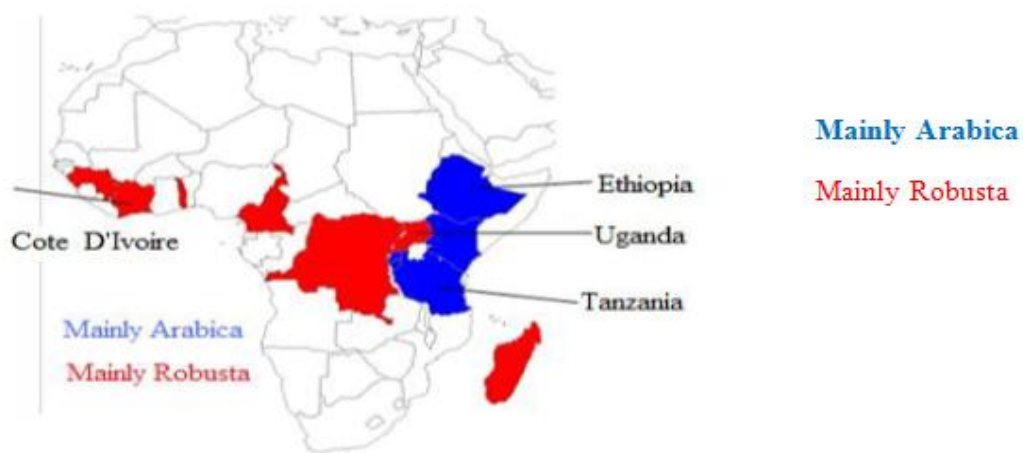 Mainly Arabica
Ethiopia
Mainly Robusta
Uganda
Cote D'Ivoire
Tanzania
Mainly Arabica
Mainly Robusta